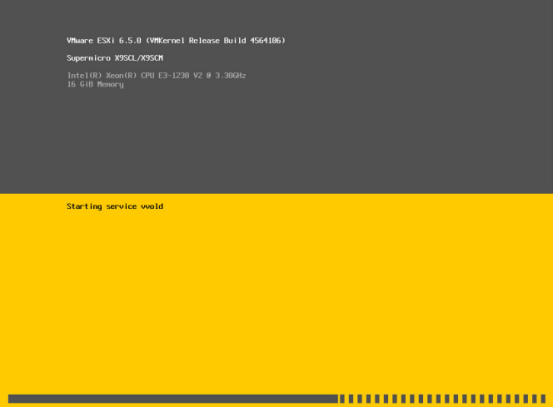 VMware ESXi 6.5.0 (VMKernel Release Build 4564106)
Supermicro X9SCL/X9SCM
Intel(R) Xeon(R) CPU E3-1230 V2 @ 3.30GHz
16 GiB Memory
Starting service vvold